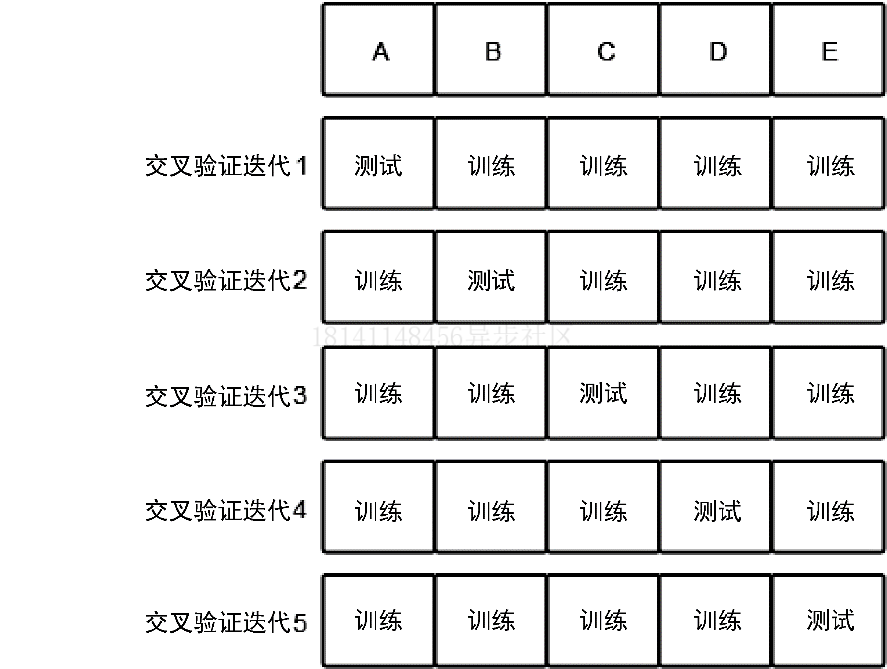 A B C D E
交叉验证迭代1 测试 训练 训练 训练 训练
交叉验证迭代2 训练 测试 训练 训练 训练
18141148456异步社区
交叉验证迭代3 训练 训练 测试 训练 训练
交叉验证迭代4 训练 训练 训练 测试 训练
交叉验证迭代5 训练 训练 训练 训练 测试